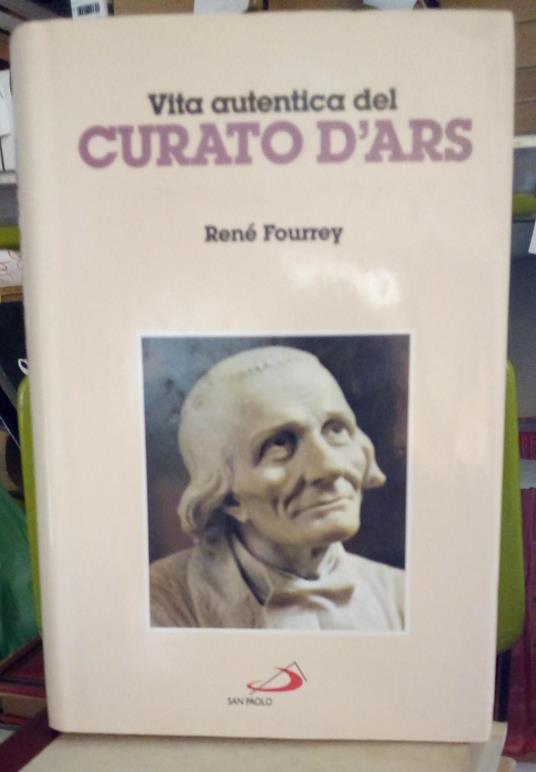 Vita autentica del
CURATO D'ARS
René Fourrey
SAN PAOLO